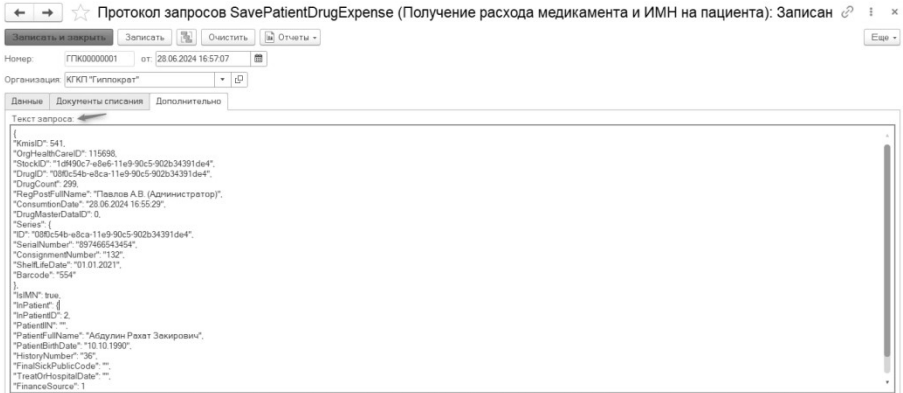 Протокол запросов SavePatientDrugExpense (Получение расхода медикамента и ИМН на пациента): Записан
Записать и закрыть Записать Очистить Отчеты Еще
Номер: ГПК00000001 от: 28.06.2024 16:57:07
Организация: КГКП "Гиппократ"
Данные Документы списания Дополнительно
Текст запроса:
{
"KmisID": 541,
"OrgHealthCareID": 115698,
"StockID": "1df490c7-e8e6-11e9-90c5-902b34391de4",
"DrugID": "08f0c54b-e8ca-11e9-90c5-902b34391de4",
"DrugCount": 299,
"RegPostFullName": "Павлов А.В. (Администратор)",
"ConsumtionDate": "28.06.2024 16:55:29",
"DrugMasterDataID": 0,
"Series": {
"ID": "08f0c54b-e8ca-11e9-90c5-902b34391de4",
"SerialNumber": "897466543454",
"ConsignmentNumber": "132",
"ShelfLifeDate": "01.01.2021",
"Barcode": "554"
},
"IsIMN": true,
"InPatient": {
"InPatientID": 2,
"PatientIIN": "",
"PatientFullName": "Абдулин Рахат Закирович",
"PatientBirthDate": "10.10.1990",
"HistoryNumber": "36",
"FinalSickPublicCode": "",
"TreatOrHospitalDate": "",
"FinanceSource": 1